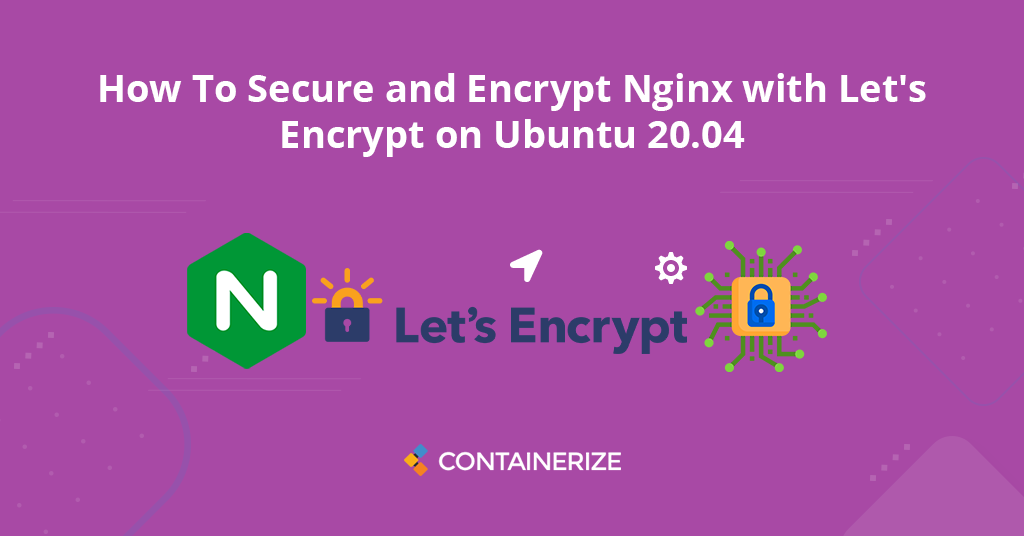 How To Secure and Encrypt Nginx with Let's
Encrypt on Ubuntu 20.04
N
Let's Encrypt
CONTAINERIZE